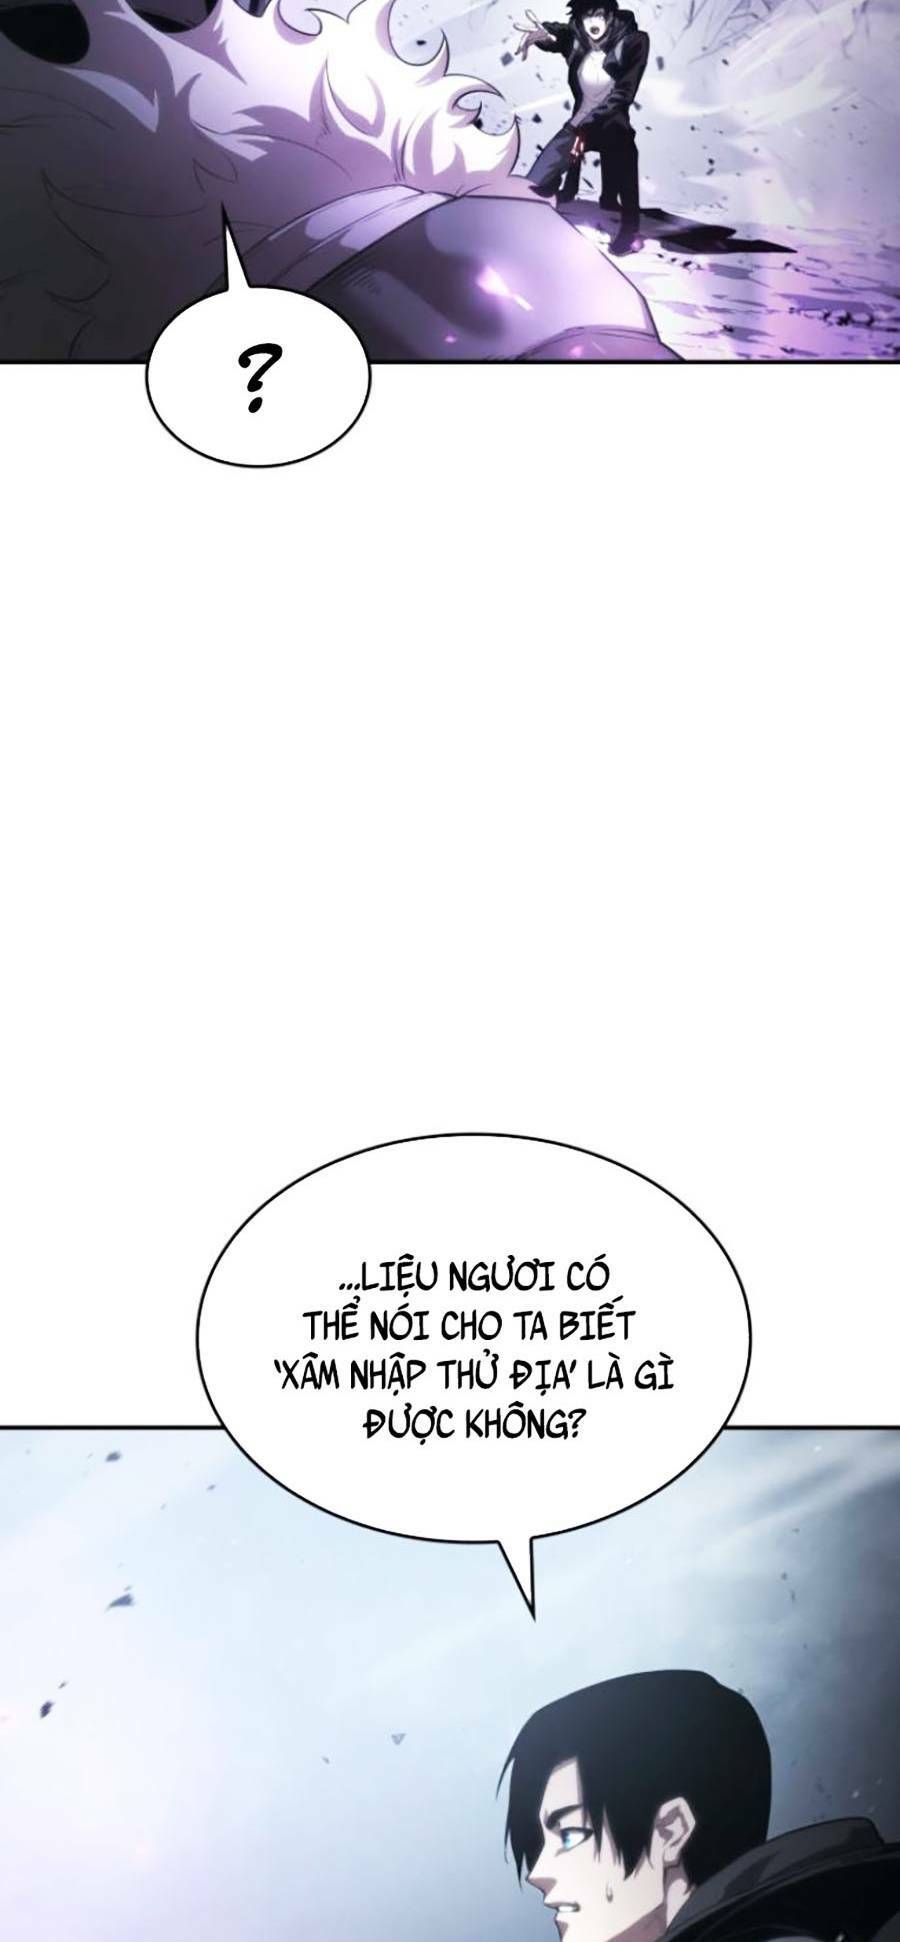 ?
...LIỆU NGƯƠI CÓ
THỂ NÓI CHO TA BIẾT
'XÂM NHẬP THỬ ĐỊA' LÀ GÌ
ĐƯỢC KHÔNG?